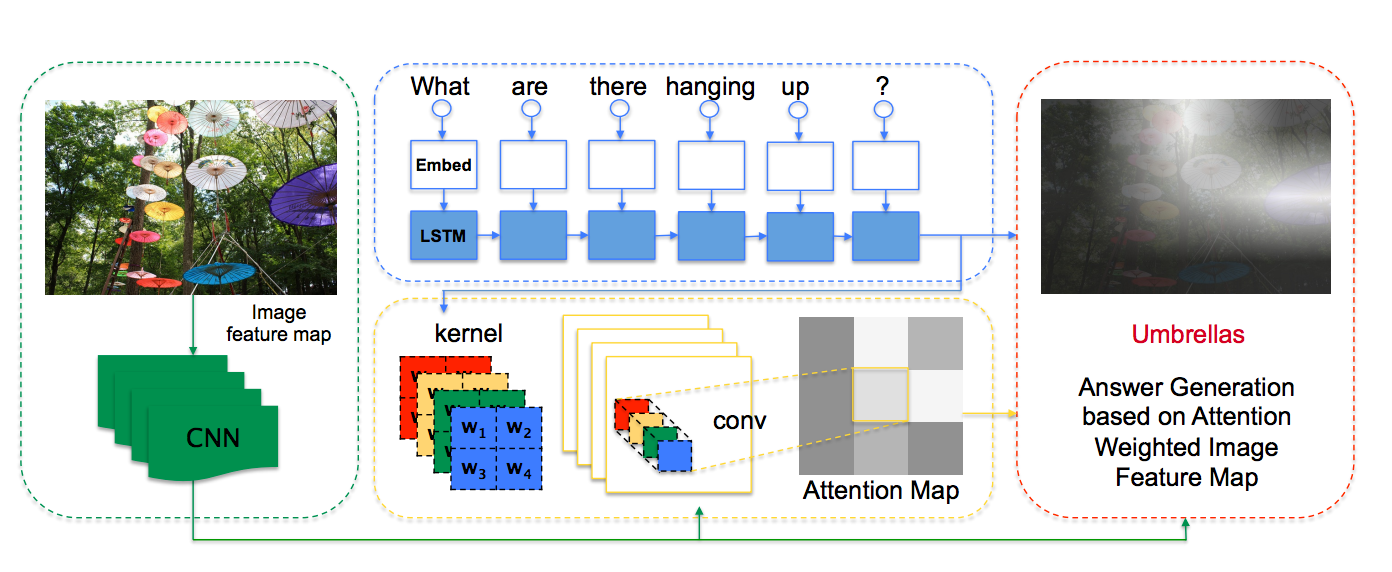 What are there hanging up ?
Embed
LSTM
Image
feature map
CNN
kernel
w
w
w
w1 w2
w3 w4
conv
Attention Map
Umbrellas
Answer Generation
based on Attention
Weighted Image
Feature Map